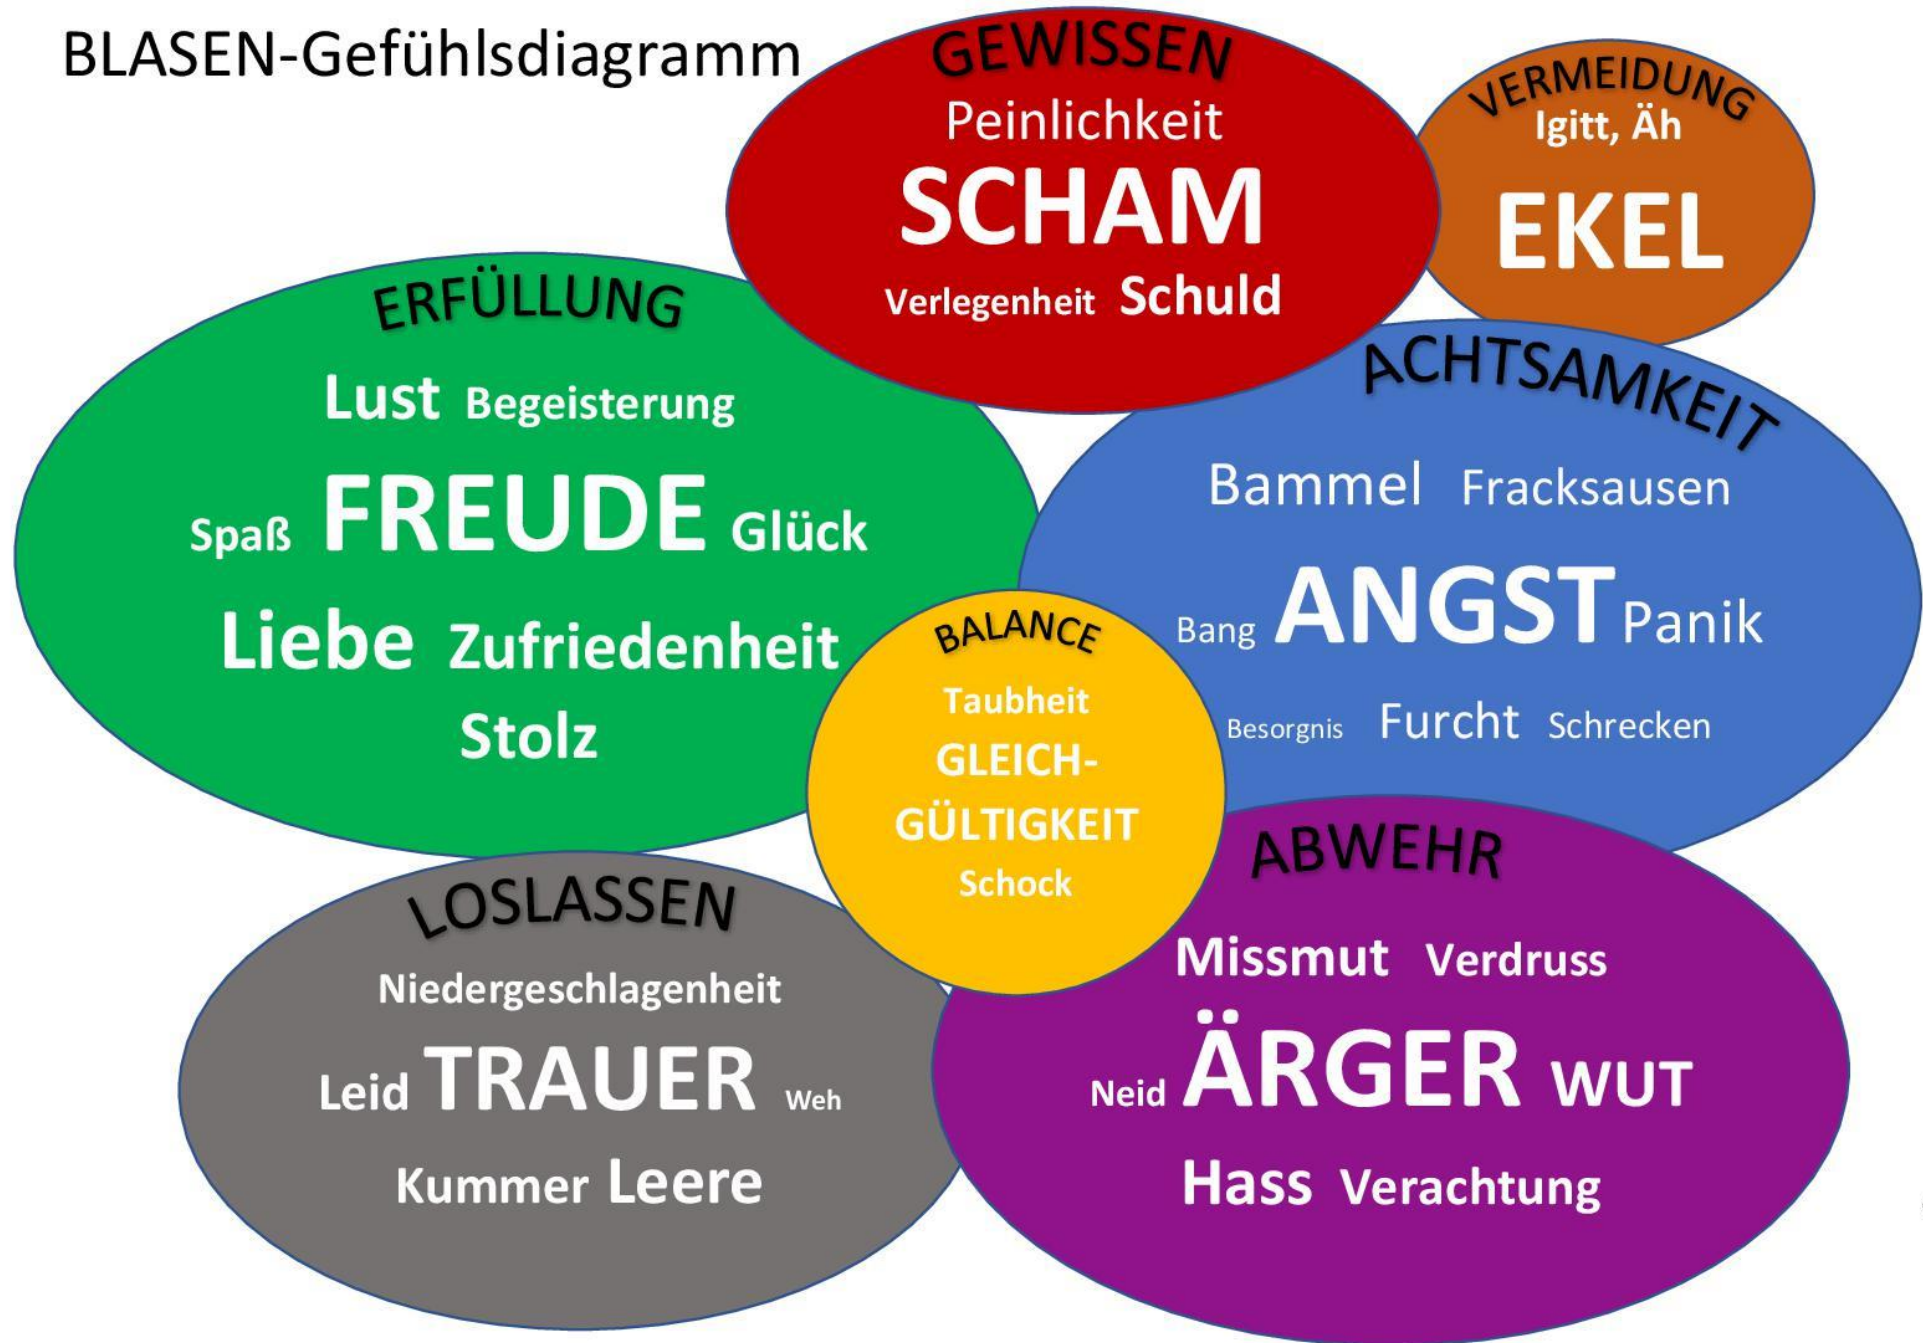 BLASEN-Gefühlsdiagramm
GEWISSEN
Peinlichkeit
SCHAM
Verlegenheit Schuld
VERMEIDUNG
Igitt, Äh
EKEL
ERFÜLLUNG
Lust Begeisterung
Spaß FREUDE Glück
Liebe Zufriedenheit
Stolz
ACHTSAMKEIT
Bammel Fracksausen
Bang ANGST Panik
Besorgnis Furcht Schrecken
BALANCE
Taubheit
GLEICH-
GÜLTIGKEIT
Schock
LOSLASSEN
Niedergeschlagenheit
Leid TRAUER Weh
Kummer Leere
ABWEHR
Missmut Verdruss
Neid ÄRGER WUT
Hass Verachtung